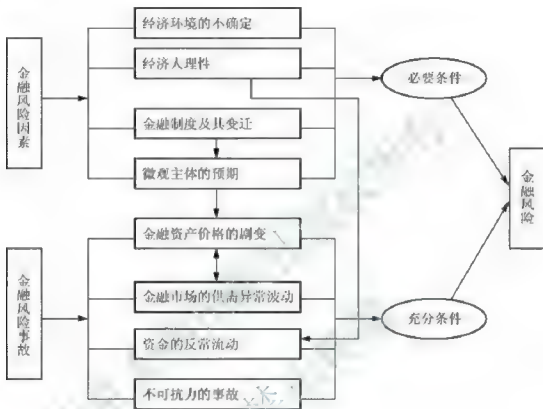 经济环境的不确定
经济人理性
金融制度及其变迁
微观主体的预期
金融风险因素
必要条件
金融风险
金融资产价格的剧变
金融市场的供需异常波动
资金的反常流动
不可抗力的事故
金融风险事故
充分条件